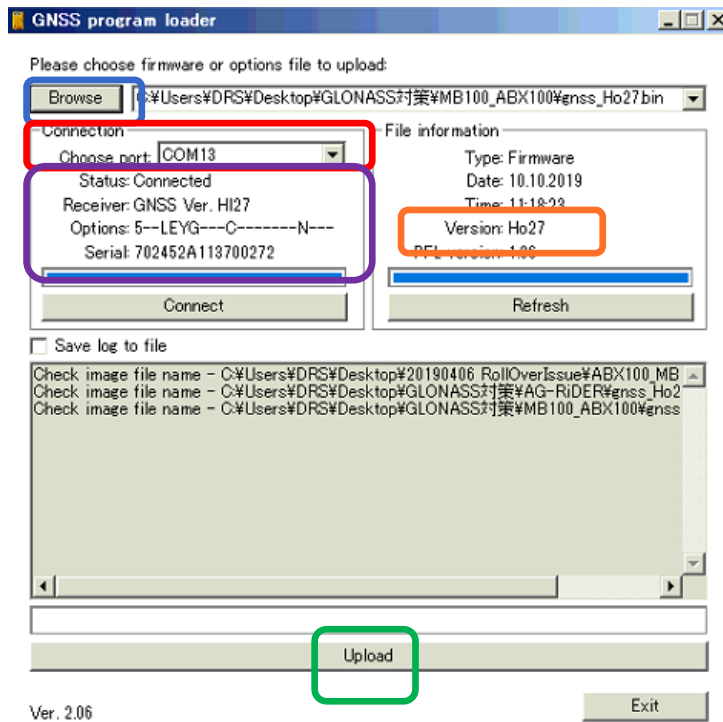 GNSS program loader
Please choose firmware or options file to upload:
Browse
C:¥Users¥DRS¥Desktop¥GLONASS対策¥MB100_ABX100¥gnss_Ho27.bin
Connection
Choose port: COM13
Status: Connected
Receiver: GNSS Ver. HI27
Options: 5--LEYG---C-------N---
Serial: 702452A113700272
Connect
File information
Type: Firmware
Date: 10.10.2019
Time: 11:18:23
Version: Ho27
PFL version: 1.06
Refresh
Save log to file
Check image file name - C:¥Users¥DRS¥Desktop¥20190406 RollOverIssue¥ABX100_MB
Check image file name - C:¥Users¥DRS¥Desktop¥GLONASS対策¥AG-RiDER¥gnss_Ho2
Check image file name - C:¥Users¥DRS¥Desktop¥GLONASS対策¥MB100_ABX100¥gnss
Upload
Ver. 2.06
Exit